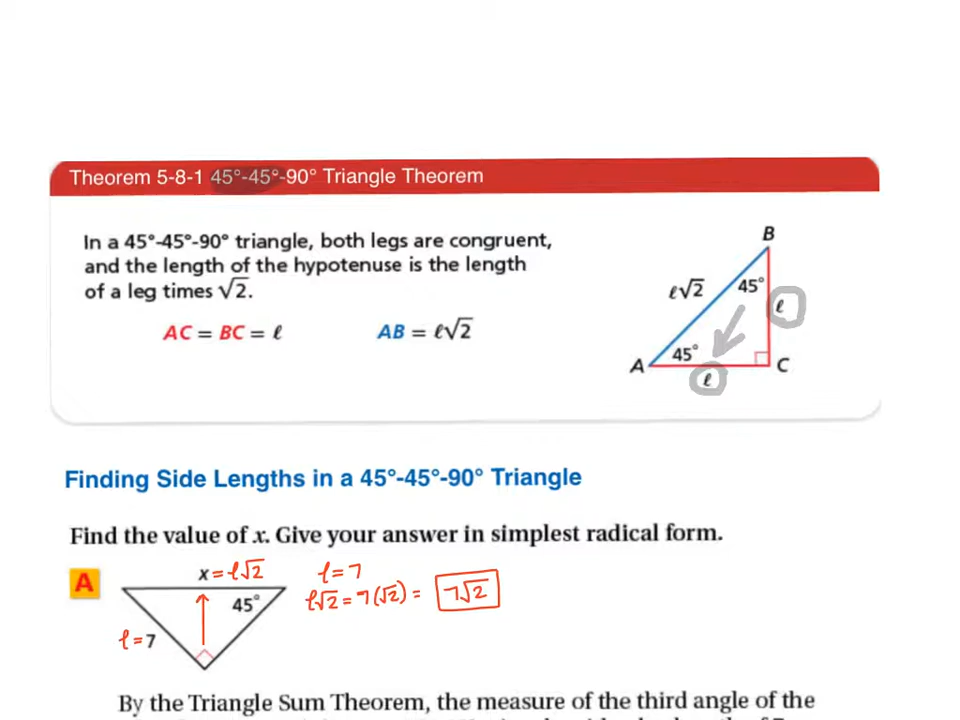 Theorem 5-8-1 45°-45°-90° Triangle Theorem
In a 45°-45°-90° triangle, both legs are congruent,
and the length of the hypotenuse is the length
of a leg times √2.
AC = BC = ℓ
AB = ℓ√2
B
ℓ√2
45°
ℓ
45°
A
C
ℓ
Finding Side Lengths in a 45°-45°-90° Triangle
Find the value of x. Give your answer in simplest radical form.
A
x = ℓ√2
45°
ℓ = 7
ℓ = 7
ℓ√2 = 7(√2) = 7√2
By the Triangle Sum Theorem, the measure of the third angle of the